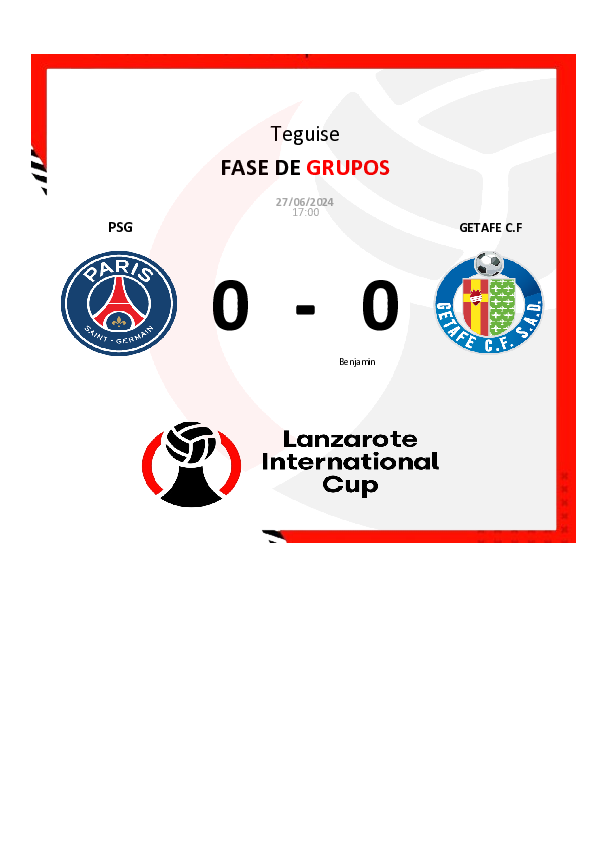 Teguise
FASE DE GRUPOS
27/06/2024
17:00
PSG
GETAFE C.F
PARIS
SAINT - GERMAIN
0 - 0
GETAFE C.F. S.A.D.
Benjamin
Lanzarote
International
Cup